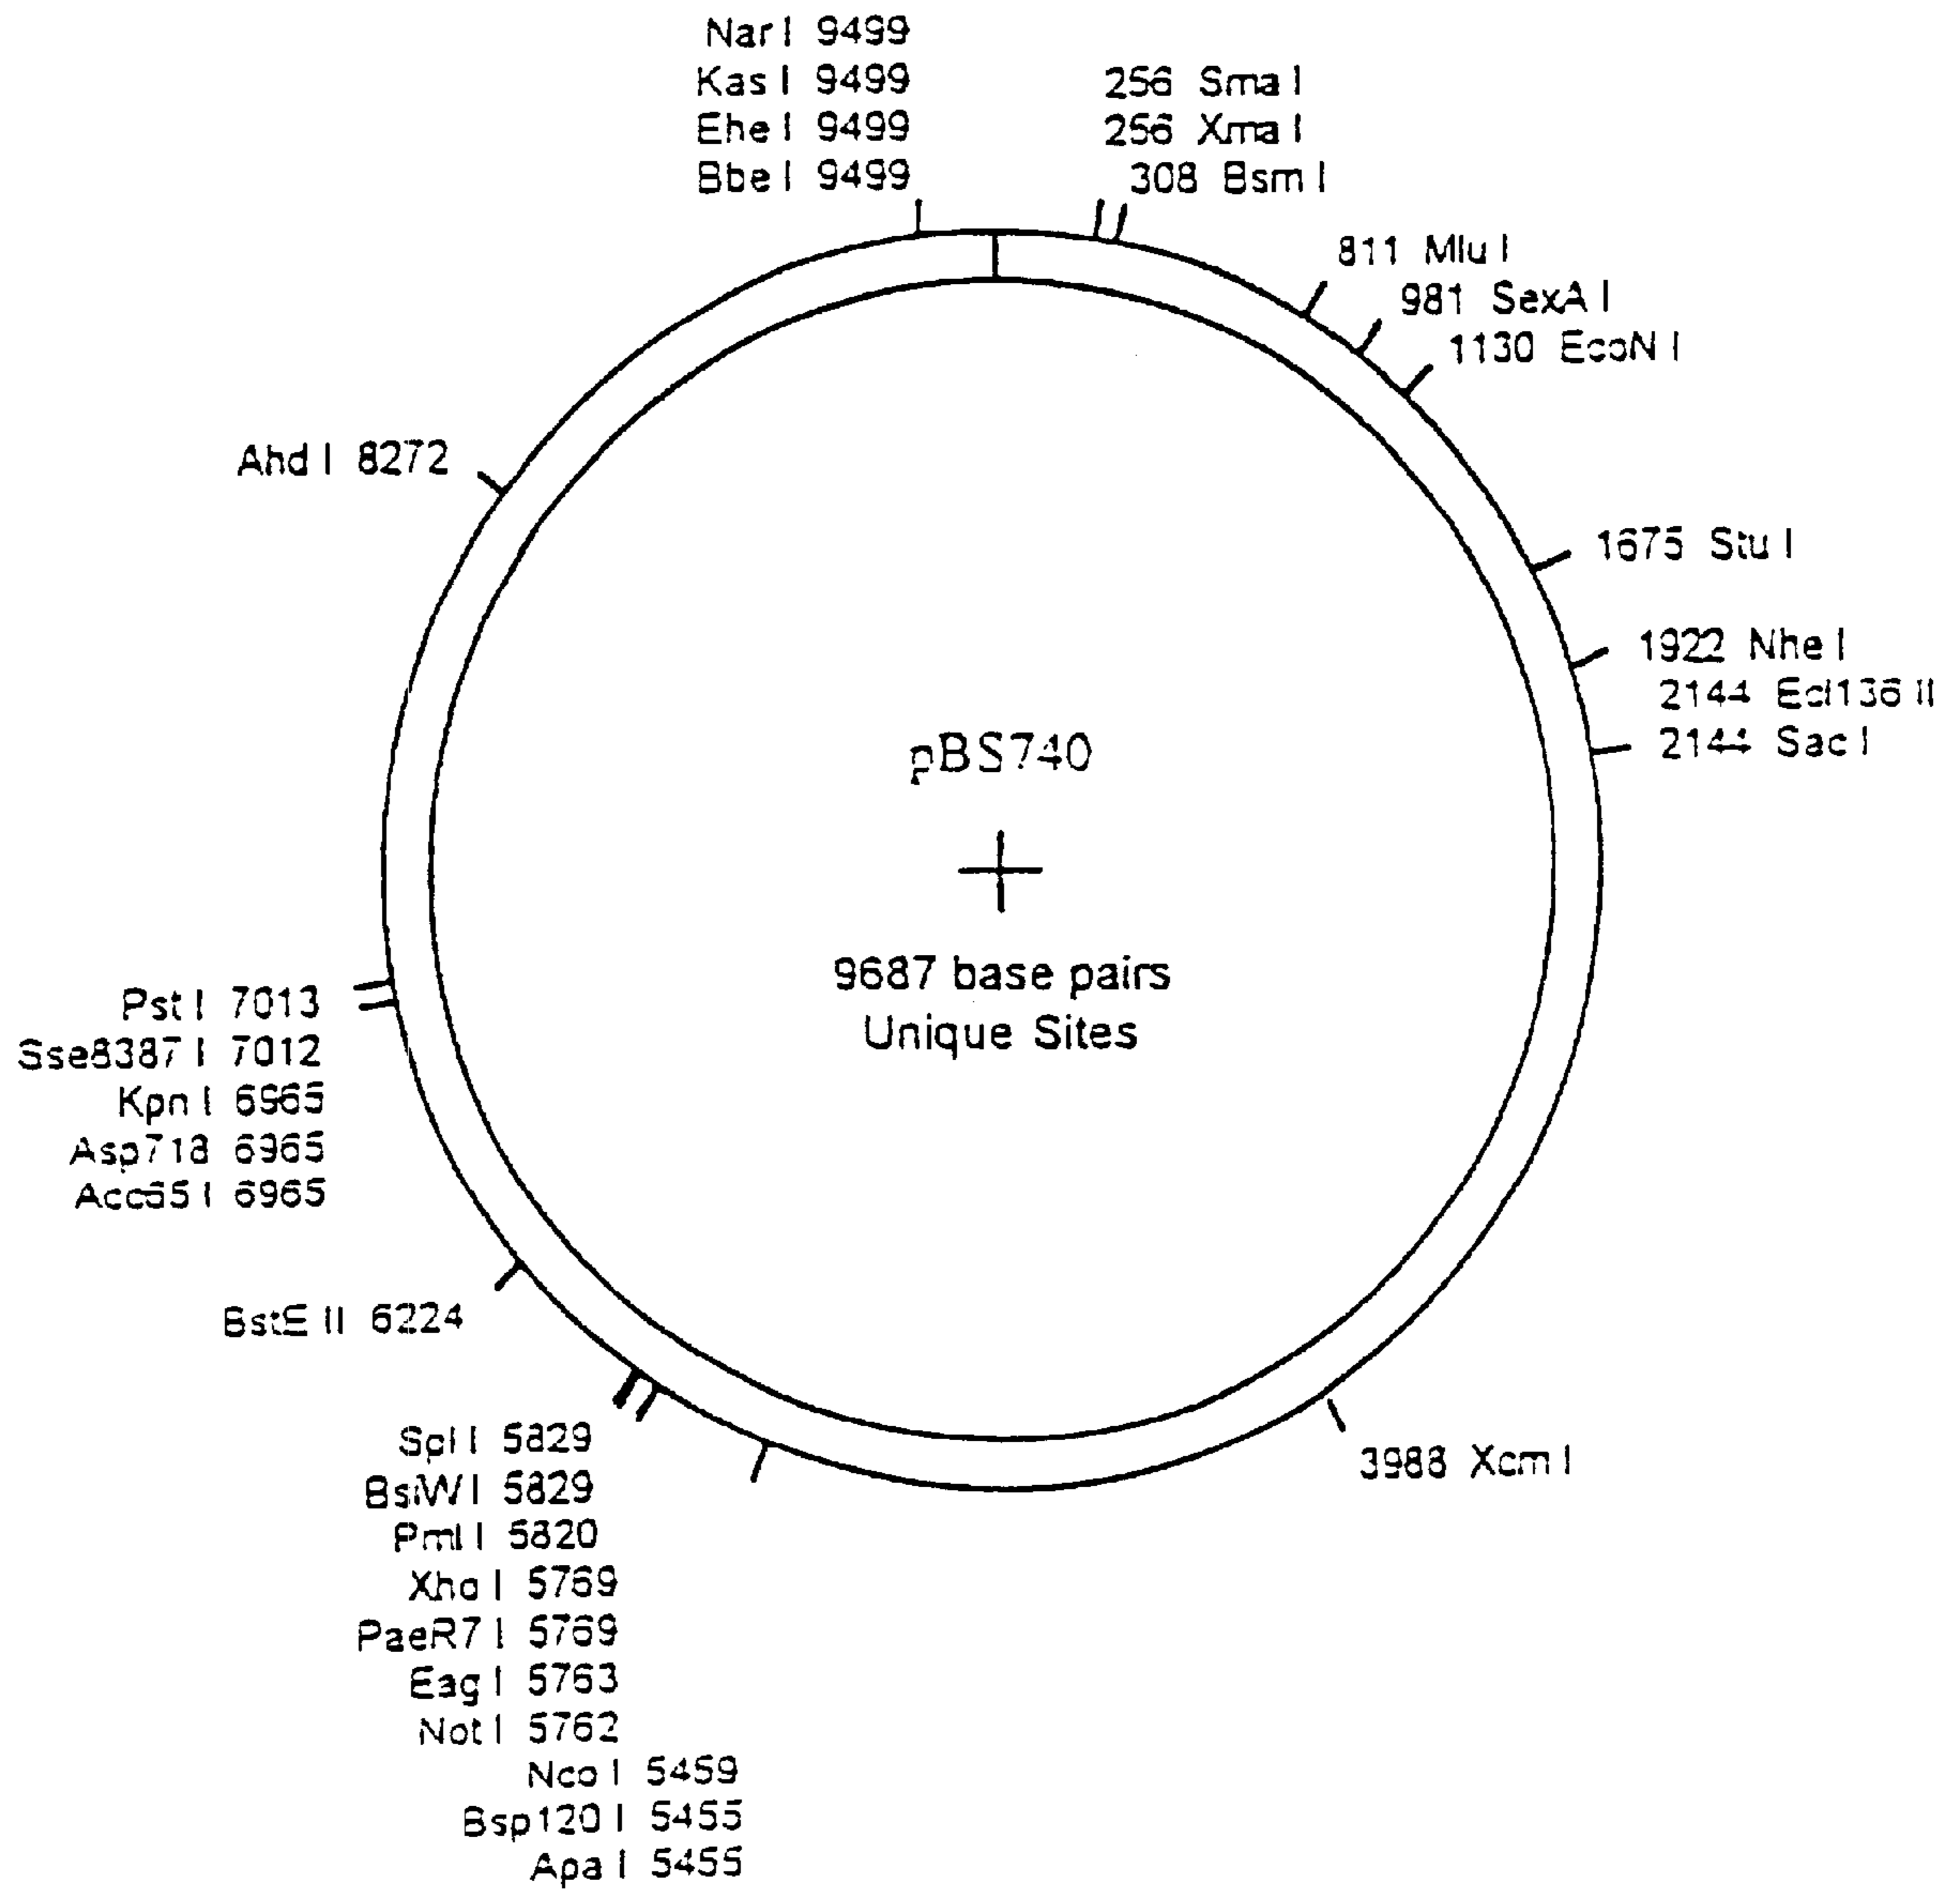 Nar I 9499
Kas I 9499
Ehe I 9499
Bbe I 9499
256 Sma I
256 Xma I
308 Bsm I
811 Mlu I
981 SexA I
1130 EcoN I
Ahd I 8272
1675 Stu I
1922 Nhe I
2144 Ecl136 II
2144 Sac I
pBS740
9687 base pairs
Unique Sites
Pst I 7013
Sse8387 I 7012
Kpn I 6965
Asp718 6965
Acc65 I 6965
BstE II 6224
3988 Xcm I
Spl I 5829
BsiW I 5829
Pml I 5820
Xho I 5769
PaeR7 I 5769
Eag I 5763
Not I 5762
Nco I 5459
Bsp120 I 5455
Apa I 5455